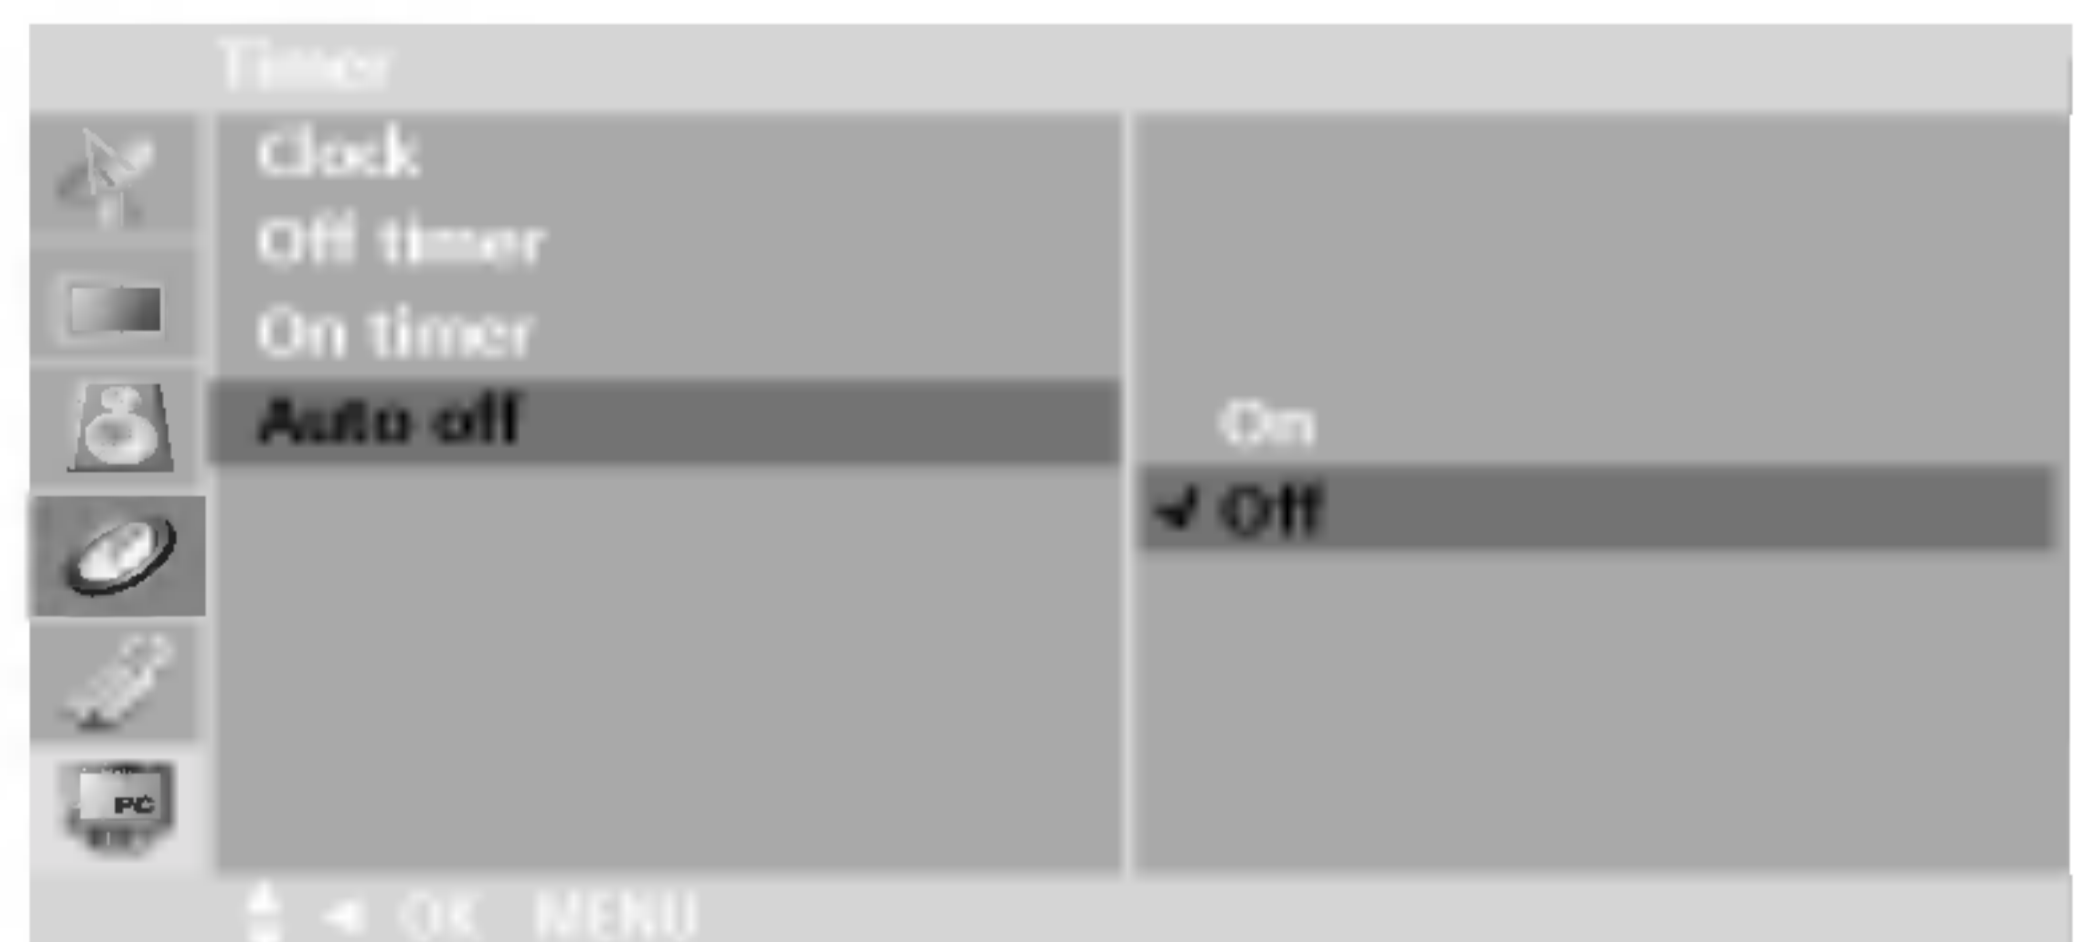 Timer
Clock
Off timer
On timer
Auto off
On
✔ Off
PC
▲▼ ◄ OK MENU